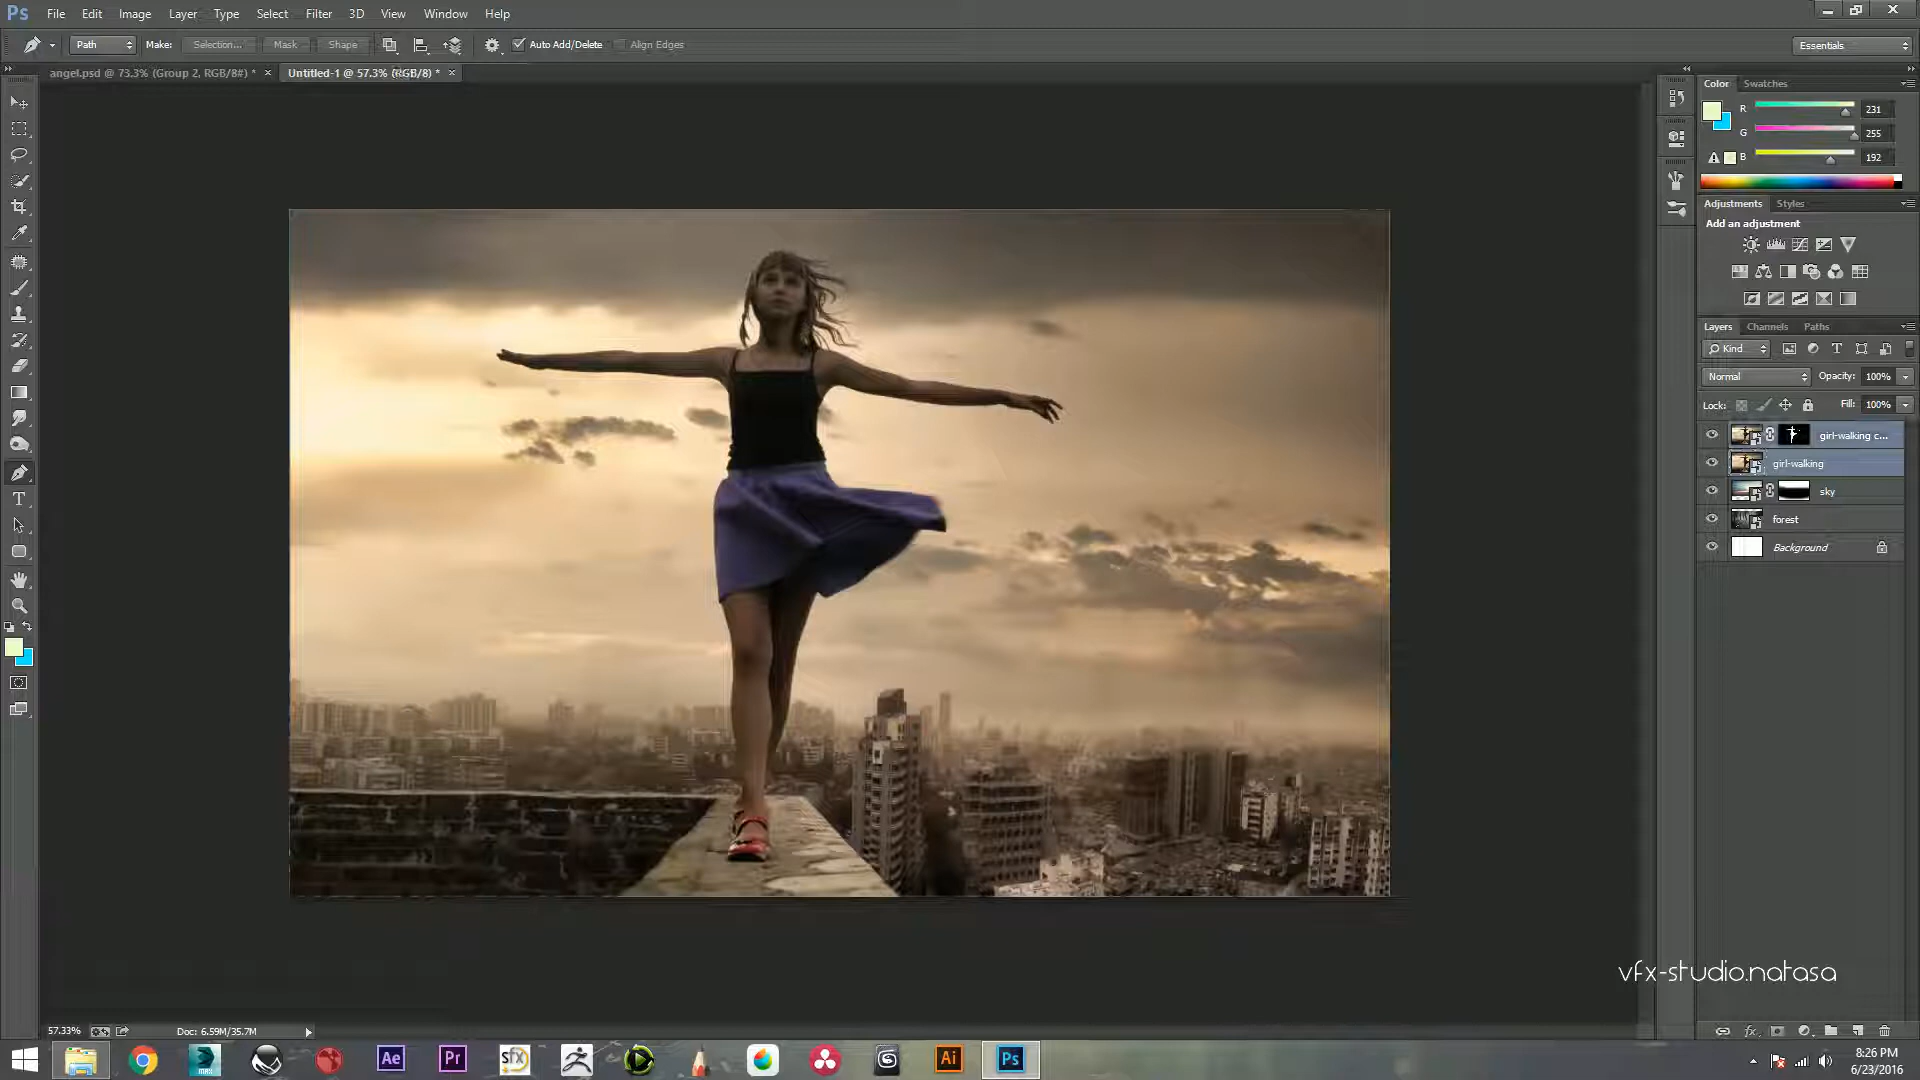 Ps File Edit Image Layer Type Select Filter 3D View Window Help
Path Make: Selection... Mask Shape Auto Add/Delete Align Edges Essentials
angel.psd @ 73.3% (Group 2, RGB/8#) * Untitled-1 @ 57.3% (RGB/8) *
Color Swatches
R 231
G 255
B 192
Adjustments Styles
Add an adjustment
Layers Channels Paths
Kind
Normal Opacity: 100%
Lock: Fill: 100%
girl-walking c...
girl-walking
sky
forest
Background
vfx-studio.natasa
57.33% Doc: 6.59M/35.7M
MAX Ae Pr sfx Ai Ps
8:26 PM
6/23/2016